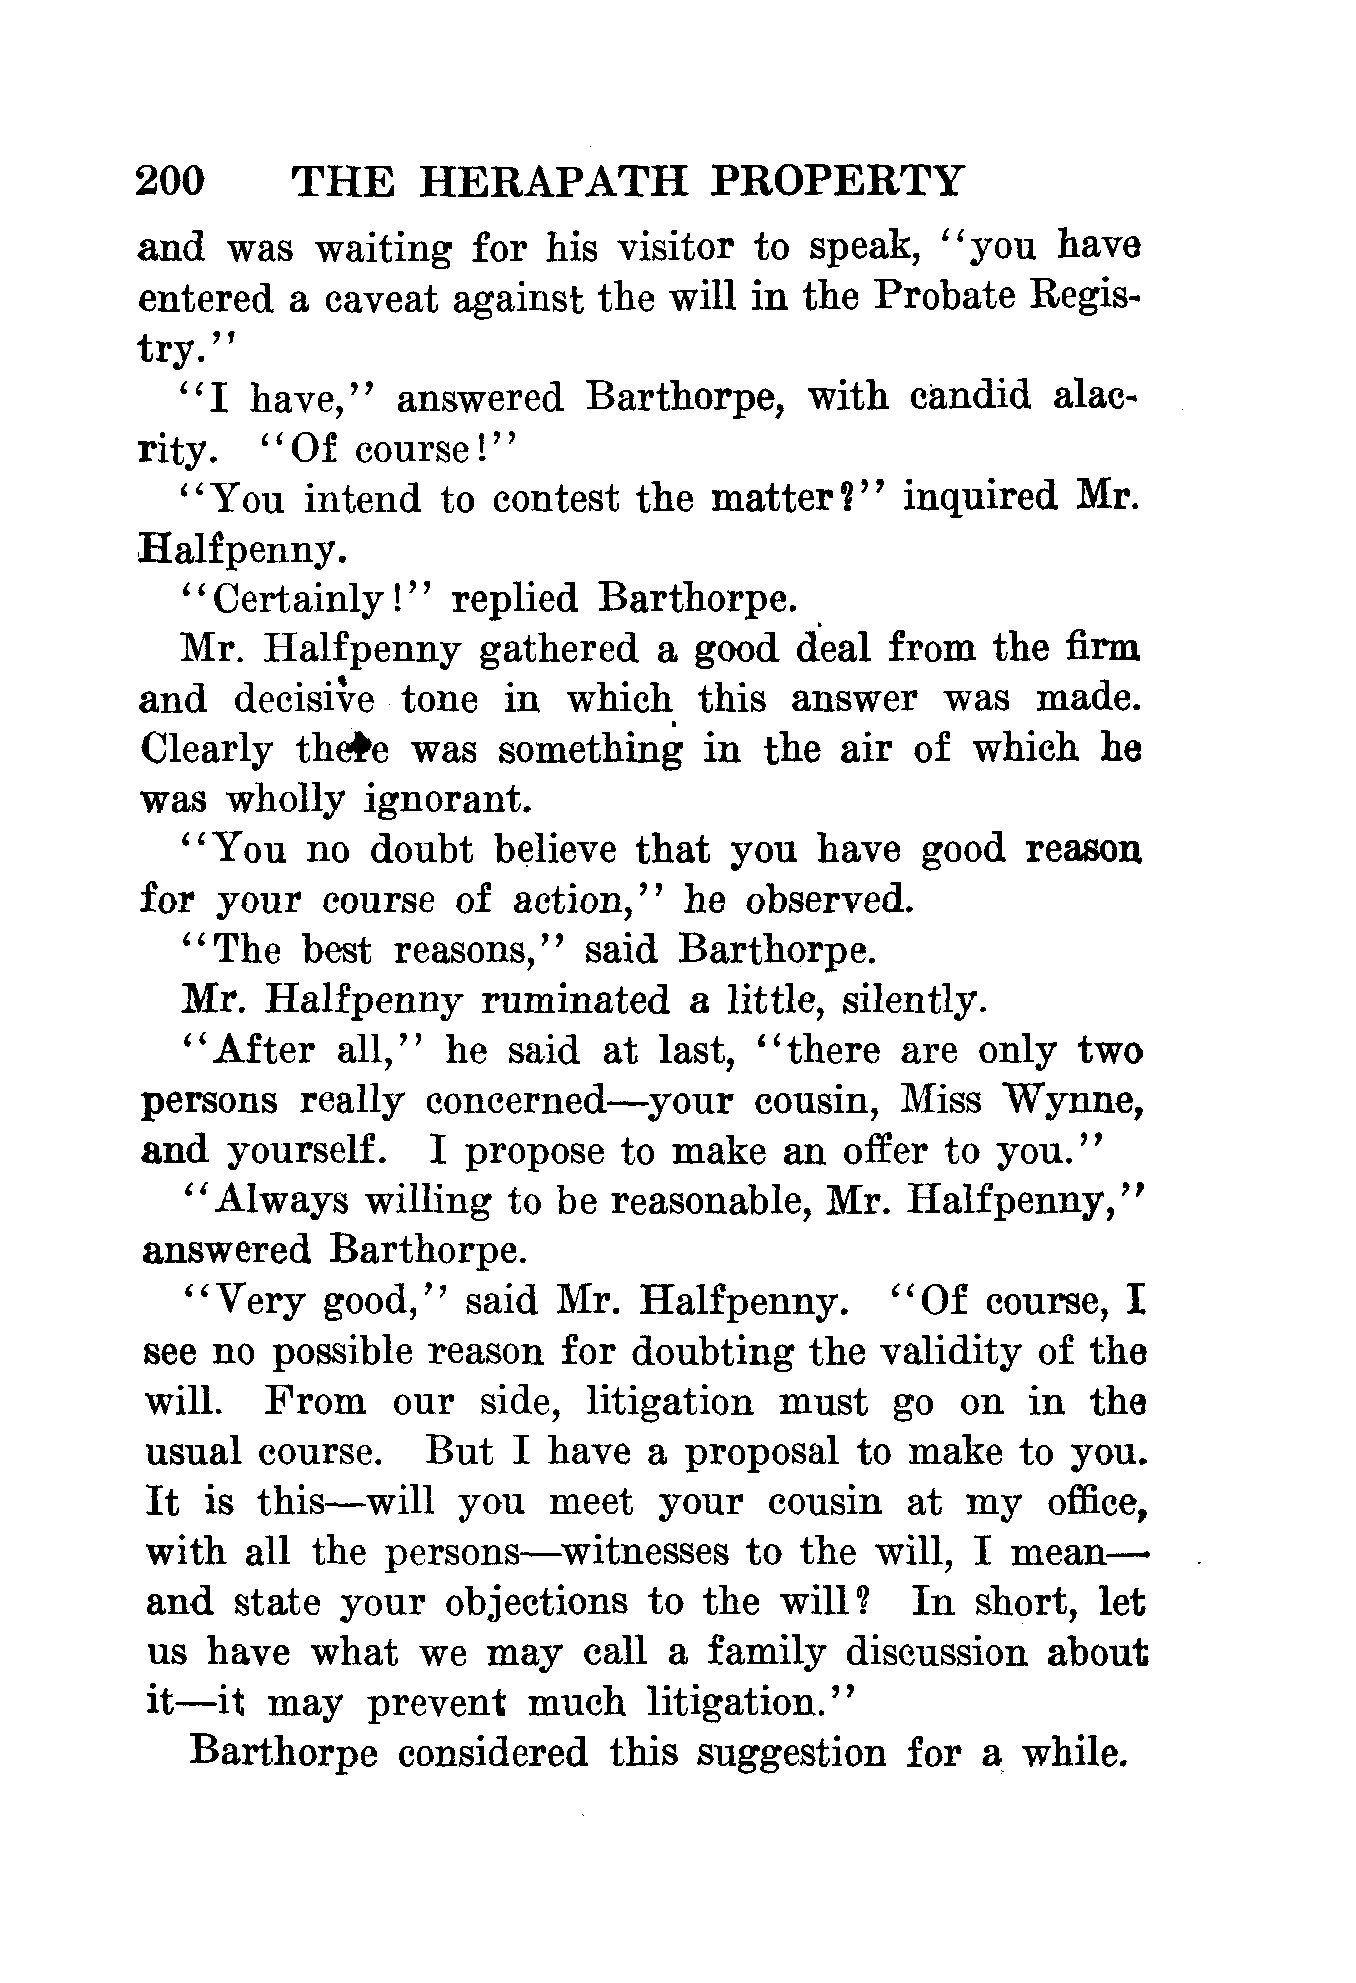 200 THE HERAPATH PROPERTY
and was waiting for his visitor to speak, "you have
entered a caveat against the will in the Probate Regis-
try."
"I have," answered Barthorpe, with candid alac-
rity. "Of course!"
"You intend to contest the matter?" inquired Mr.
Halfpenny.
"Certainly!" replied Barthorpe.
Mr. Halfpenny gathered a good deal from the firm
and decisive tone in which this answer was made.
Clearly there was something in the air of which he
was wholly ignorant.
"You no doubt believe that you have good reason
for your course of action," he observed.
"The best reasons," said Barthorpe.
Mr. Halfpenny ruminated a little, silently.
"After all," he said at last, "there are only two
persons really concerned—your cousin, Miss Wynne,
and yourself. I propose to make an offer to you."
"Always willing to be reasonable, Mr. Halfpenny,"
answered Barthorpe.
"Very good," said Mr. Halfpenny. "Of course, I
see no possible reason for doubting the validity of the
will. From our side, litigation must go on in the
usual course. But I have a proposal to make to you.
It is this—will you meet your cousin at my office,
with all the persons—witnesses to the will, I mean—
and state your objections to the will? In short, let
us have what we may call a family discussion about
it—it may prevent much litigation."
Barthorpe considered this suggestion for a while.